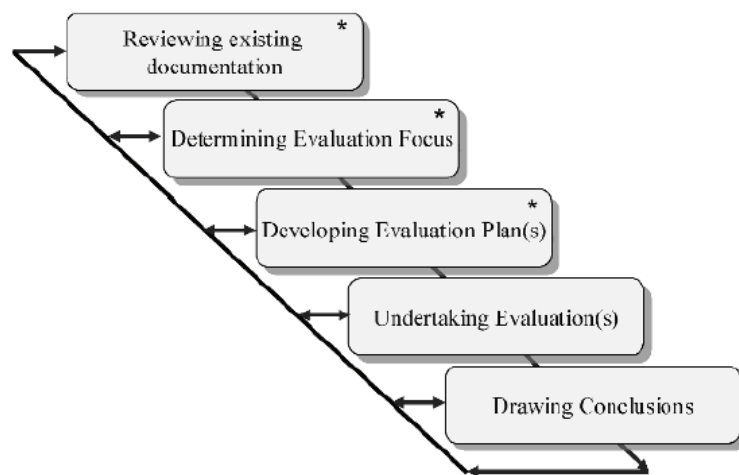 *
Reviewing existing
documentation
*
Determining Evaluation Focus
*
Developing Evaluation Plan(s)
Undertaking Evaluation(s)
Drawing Conclusions